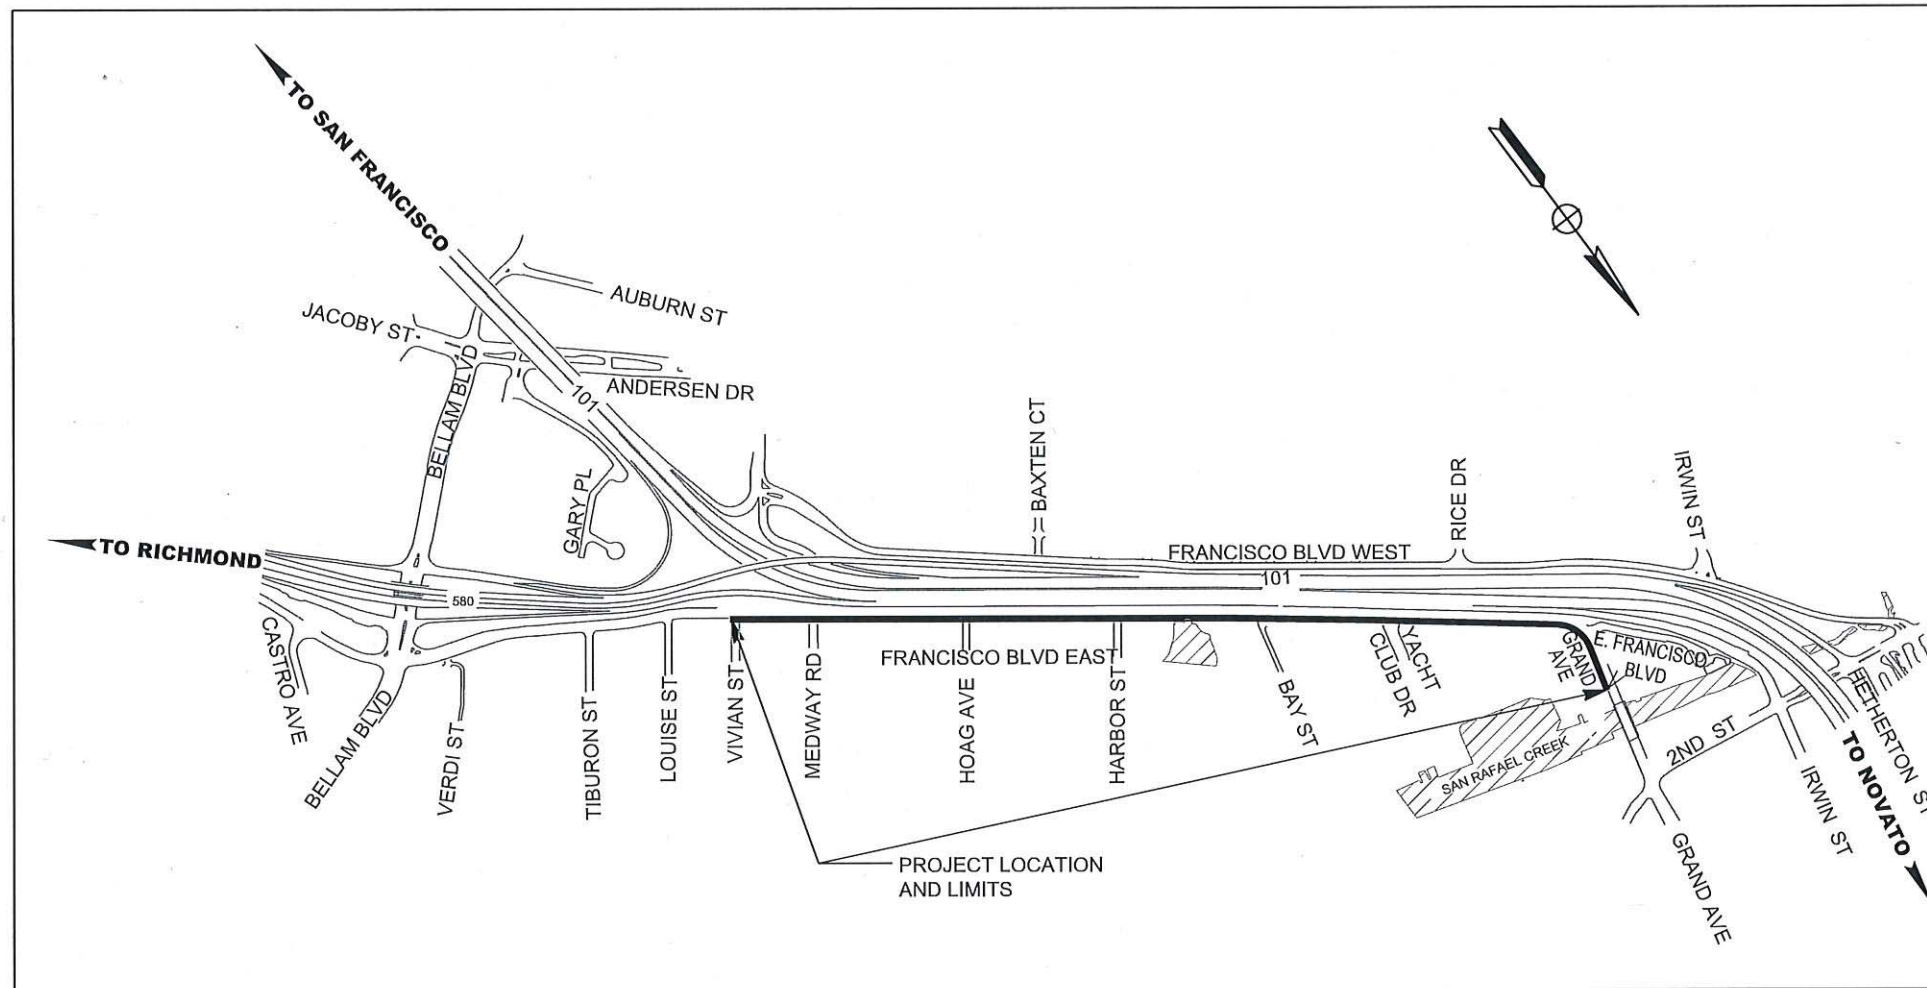 TO SAN FRANCISCO
AUBURN ST
JACOBY ST
BELLAM BLVD
ANDERSEN DR
101
GARY PL
BAXTEN CT
RICE DR
IRWIN ST
TO RICHMOND
580
FRANCISCO BLVD WEST
101
CASTRO AVE
BELLAM BLVD
VERDI ST
TIBURON ST
LOUISE ST
VIVIAN ST
MEDWAY RD
FRANCISCO BLVD EAST
HOAG AVE
HARBOR ST
BAY ST
YACHT
CLUB DR
GRAND
AVE
E. FRANCISCO
BLVD
SAN RAFAEL CREEK
2ND ST
HETHERTON ST
TO NOVATO
IRWIN ST
GRAND AVE
PROJECT LOCATION
AND LIMITS